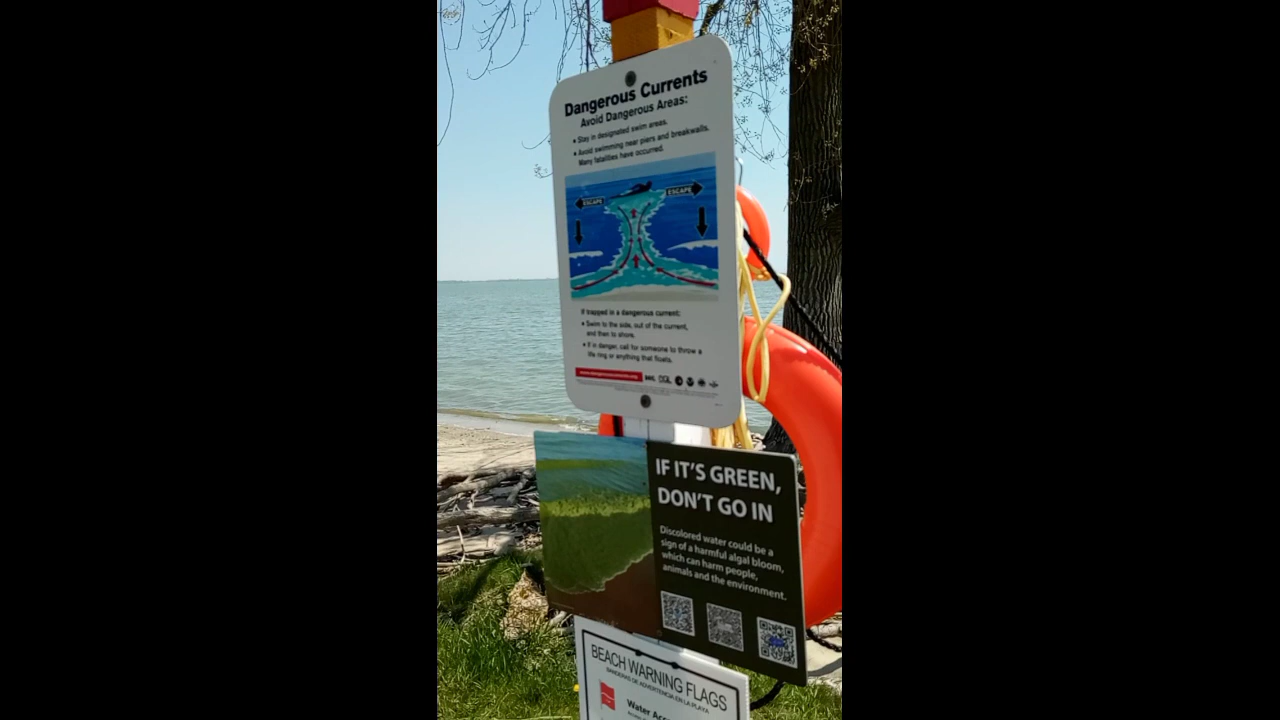 Dangerous Currents
Avoid Dangerous Areas:
• Stay in designated swim areas.
• Avoid swimming near piers and breakwalls.
Many fatalities have occurred.
ESCAPE
ESCAPE
If trapped in a dangerous current:
• Swim to the side, out of the current,
and then to shore.
• If in danger, call for someone to throw a
life ring or anything that floats.
IF IT'S GREEN,
DON'T GO IN
Discolored water could be a
sign of a harmful algal bloom,
which can harm people,
animals and the environment.
BEACH WARNING FLAGS
BANDERAS DE ADVERTENCIA EN LA PLAYA
Water